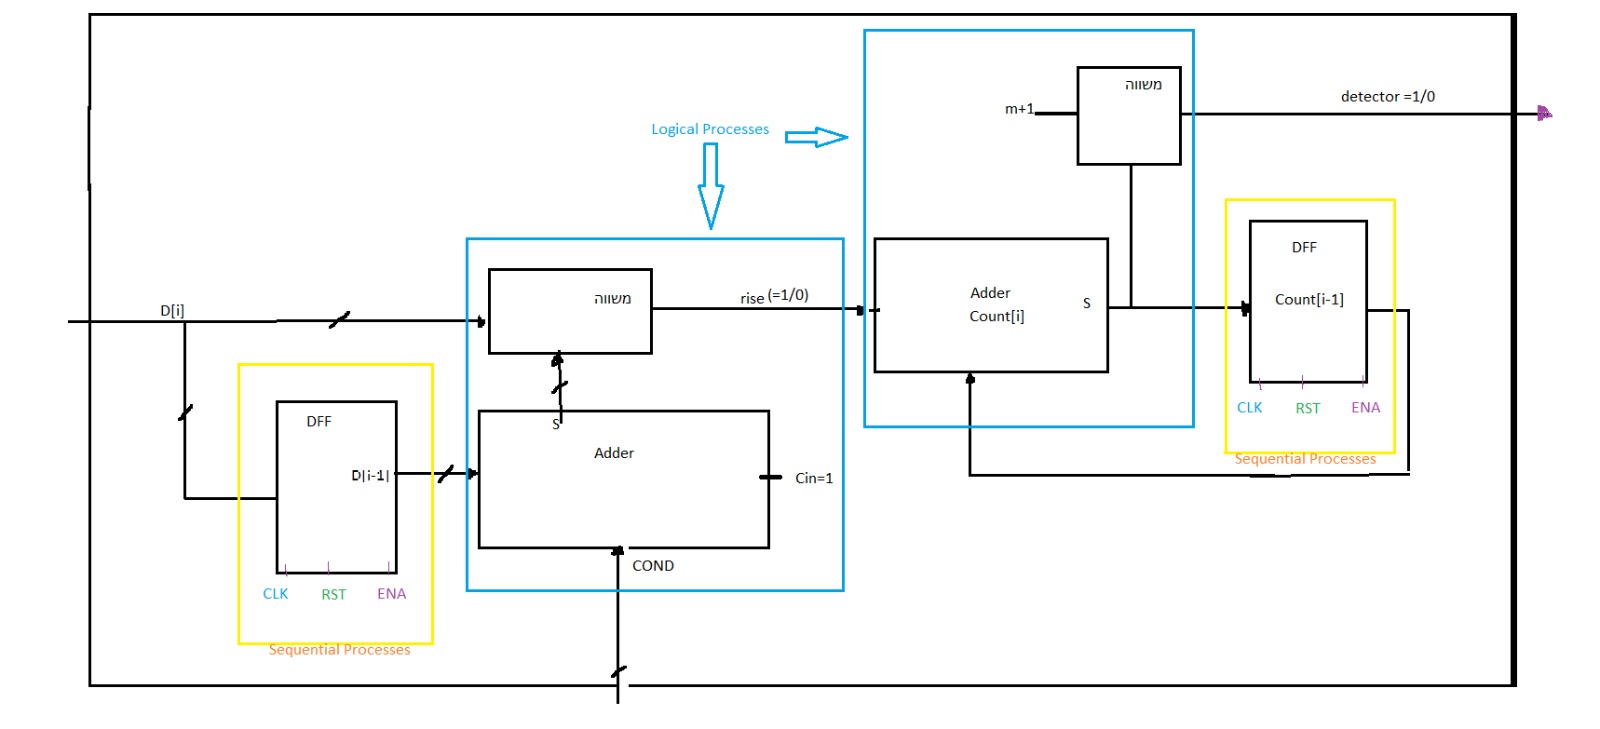 משווה
m+1
detector =1/0
Logical Processes
D[i]
משווה
rise (=1/0)
Adder
Count[i]
S
DFF
Count[i-1]
CLK RST ENA
Sequential Processes
DFF
D[i-1]
S
Adder
Cin=1
COND
CLK RST ENA
Sequential Processes